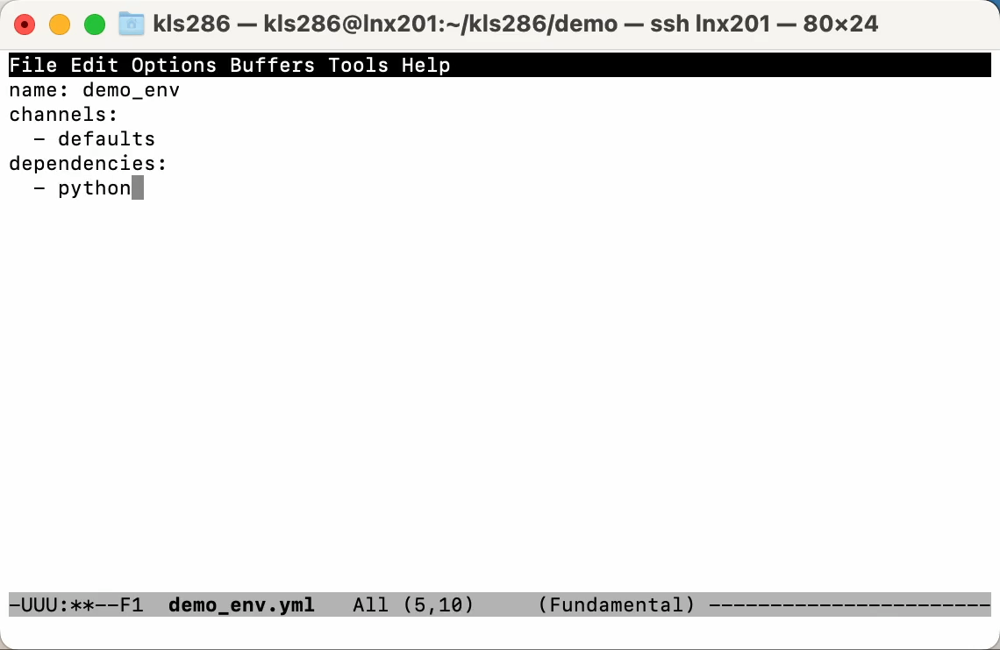 kls286 — kls286@lnx201:~/kls286/demo — ssh lnx201 — 80×24
File Edit Options Buffers Tools Help
name: demo_env
channels:
  - defaults
dependencies:
  - python
-UUU:**--F1  demo_env.yml   All (5,10)     (Fundamental) -----------------------